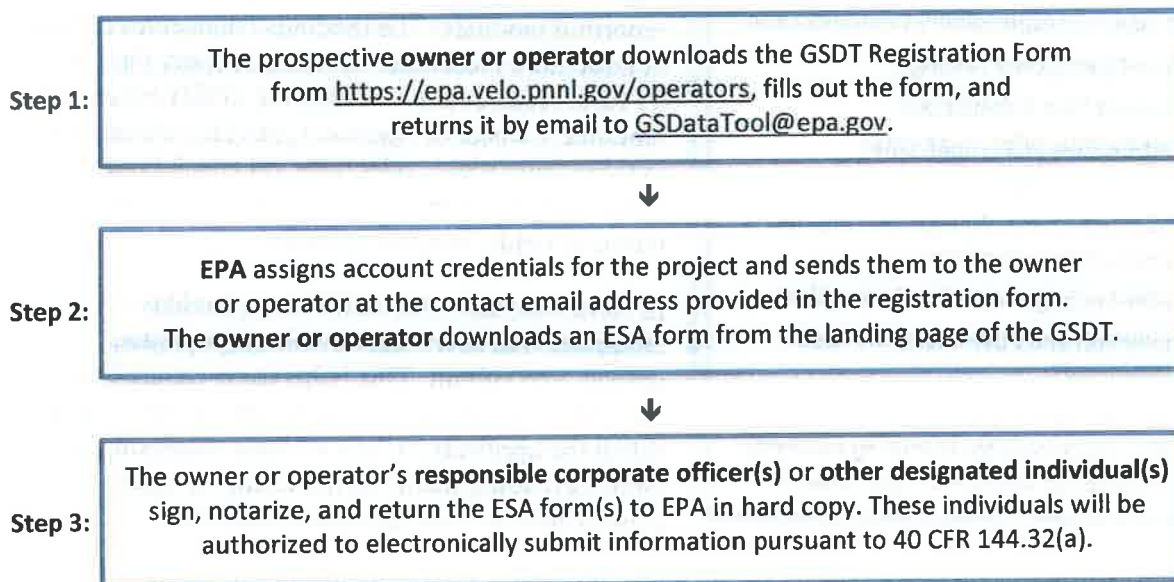 The prospective owner or operator downloads the GSDT Registration Form
Step 1: from https://epa.velo.pnnl.gov/operators, fills out the form, and
returns it by email to GSDataTool@epa.gov.
EPA assigns account credentials for the project and sends them to the owner
Step 2: or operator at the contact email address provided in the registration form.
The owner or operator downloads an ESA form from the landing page of the GSDT.
The owner or operator's responsible corporate officer(s) or other designated individual(s)
Step 3: sign, notarize, and return the ESA form(s) to EPA in hard copy. These individuals will be
authorized to electronically submit information pursuant to 40 CFR 144.32(a).